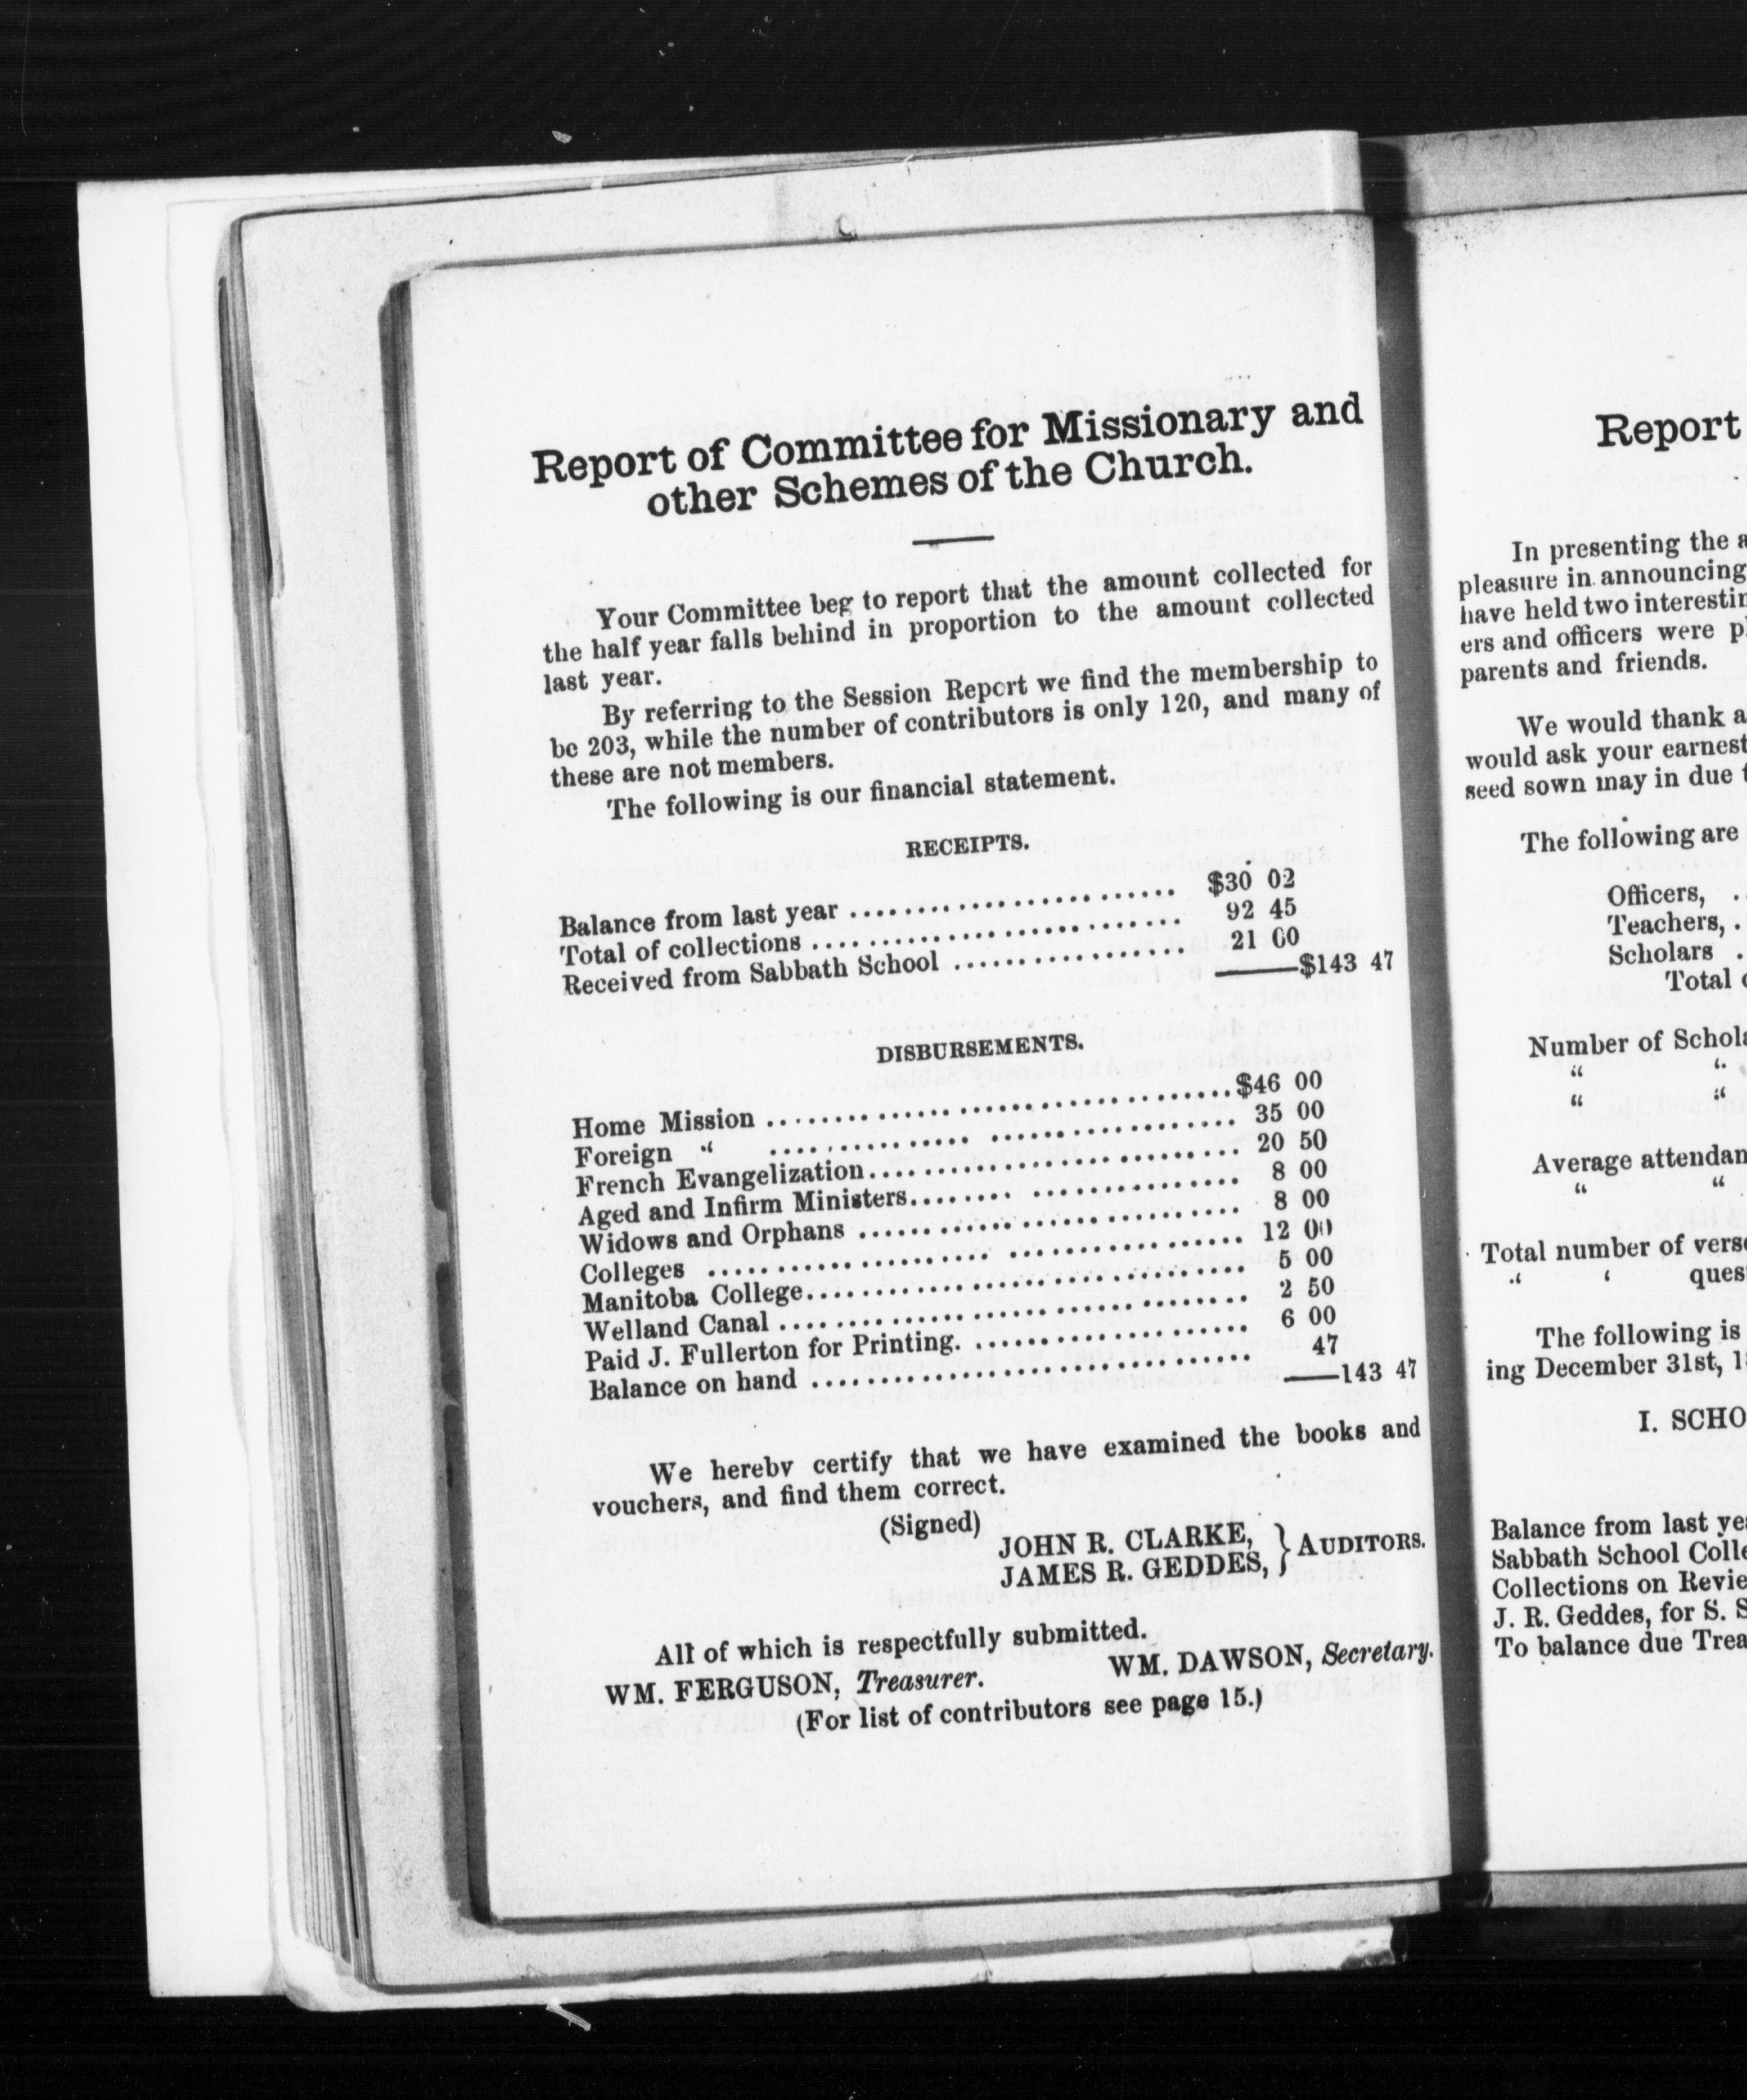 Report of Committee for Missionary and
other Schemes of the Church.
Your Committee beg to report that the amount collected for
the half year falls behind in proportion to the amount collected
last year.
By referring to the Session Report we find the membership to
be 203, while the number of contributors is only 120, and many of
these are not members.
The following is our financial statement.
RECEIPTS.
Balance from last year .......................... $30 02
Total of collections .......................... 92 45
Received from Sabbath School ................. 21 00
$143 47
DISBURSEMENTS.
Home Mission ..................................$46 00
Foreign " .................................. 35 00
French Evangelization........................... 20 50
Aged and Infirm Ministers........ ............... 8 00
Widows and Orphans ............................ 8 00
Colleges ..................... ................. 12 00
Manitoba College................................ 5 00
Welland Canal .................................. 2 50
Paid J. Fullerton for Printing. .................... 6 00
Balance on hand ................................ 47
143 47
We hereby certify that we have examined the books and
vouchers, and find them correct.
(Signed)
JOHN R. CLARKE, } AUDITORS.
JAMES R. GEDDES,
All of which is respectfully submitted.
WM. FERGUSON, Treasurer. WM. DAWSON, Secretary.
(For list of contributors see page 15.)
Report
In presenting the a
pleasure in announcing
have held two interestin
ers and officers were pl
parents and friends.
We would thank a
would ask your earnest
seed sown may in due t
The following are
Officers, ..
Teachers, .
Scholars .
Total o
Number of Schola
" "
" "
Average attendan
" "
Total number of verse
" " ques
The following is
ing December 31st, 1
I. SCHO
Balance from last yea
Sabbath School Colle
Collections on Revie
J. R. Geddes, for S. S
To balance due Trea